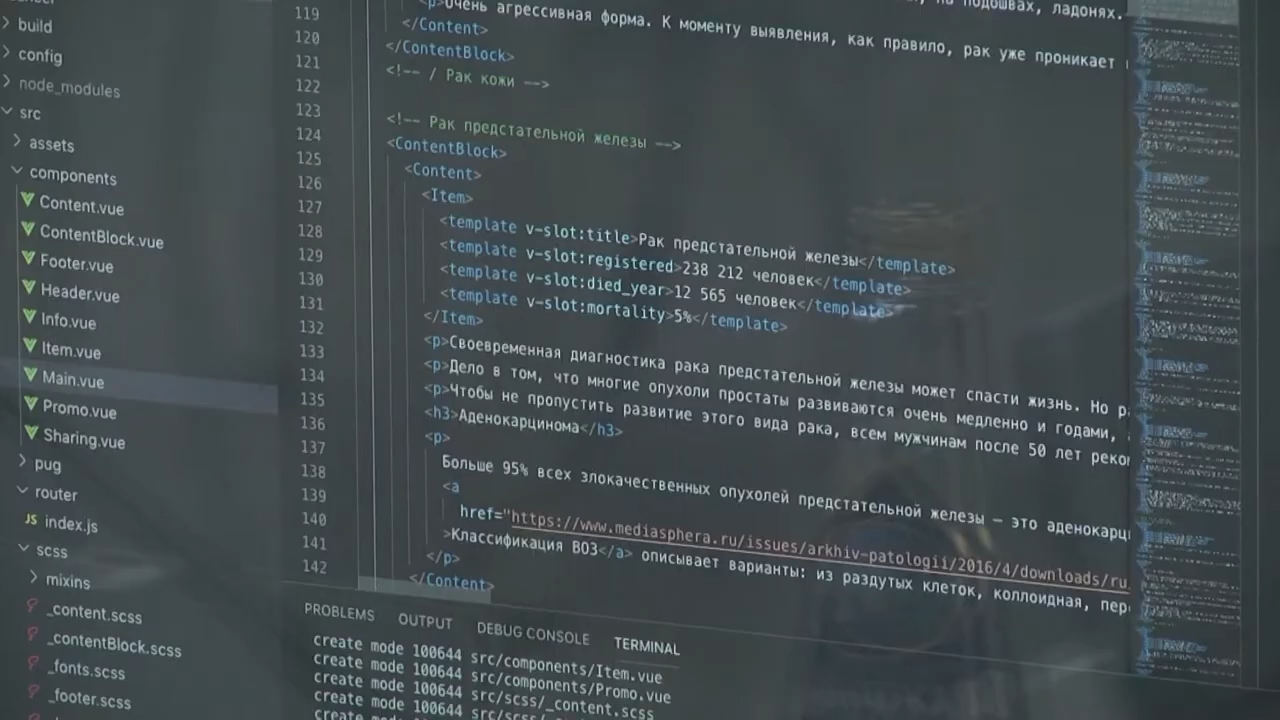 build
config
node_modules
src
assets
components
Content.vue
ContentBlock.vue
Footer.vue
Header.vue
Info.vue
Item.vue
Main.vue
Promo.vue
Sharing.vue
pug
router
JS index.js
scss
mixins
_content.scss
_contentBlock.scss
_fonts.scss
_footer.scss
119 подошвах, ладонях.
120 <p>Очень агрессивная форма. К моменту выявления, как правило, рак уже проникает
121 </Content>
122 </ContentBlock>
123 <!-- / Рак кожи -->
124
125 <!-- Рак предстательной железы -->
126 <ContentBlock>
127 <Content>
128 <Item>
129 <template v-slot:title>Рак предстательной железы</template>
130 <template v-slot:registered>238 212 человек</template>
131 <template v-slot:died_year>12 565 человек</template>
132 <template v-slot:mortality>5%</template>
133 </Item>
134 <p>Своевременная диагностика рака предстательной железы может спасти жизнь. Но
135 <p>Дело в том, что многие опухоли простаты развиваются очень медленно и годами,
136 <p>Чтобы не пропустить развитие этого вида рака, всем мужчинам после 50 лет
137 <h3>Аденокарцинома</h3>
138 <p>
139 Больше 95% всех злокачественных опухолей предстательной железы – это
140 <a
141 href="https://www.mediasphera.ru/issues/arkhiv-patologii/2016/4/downloads/ru
142 >Классификация ВОЗ</a> описывает варианты: из раздутых клеток, коллоидная,
</p>
</Content>
PROBLEMS OUTPUT DEBUG CONSOLE TERMINAL
create mode 100644 src/components/Item.vue
create mode 100644 src/components/Promo.vue
create mode 100644 src/scss/_content.scss
create mode 100644